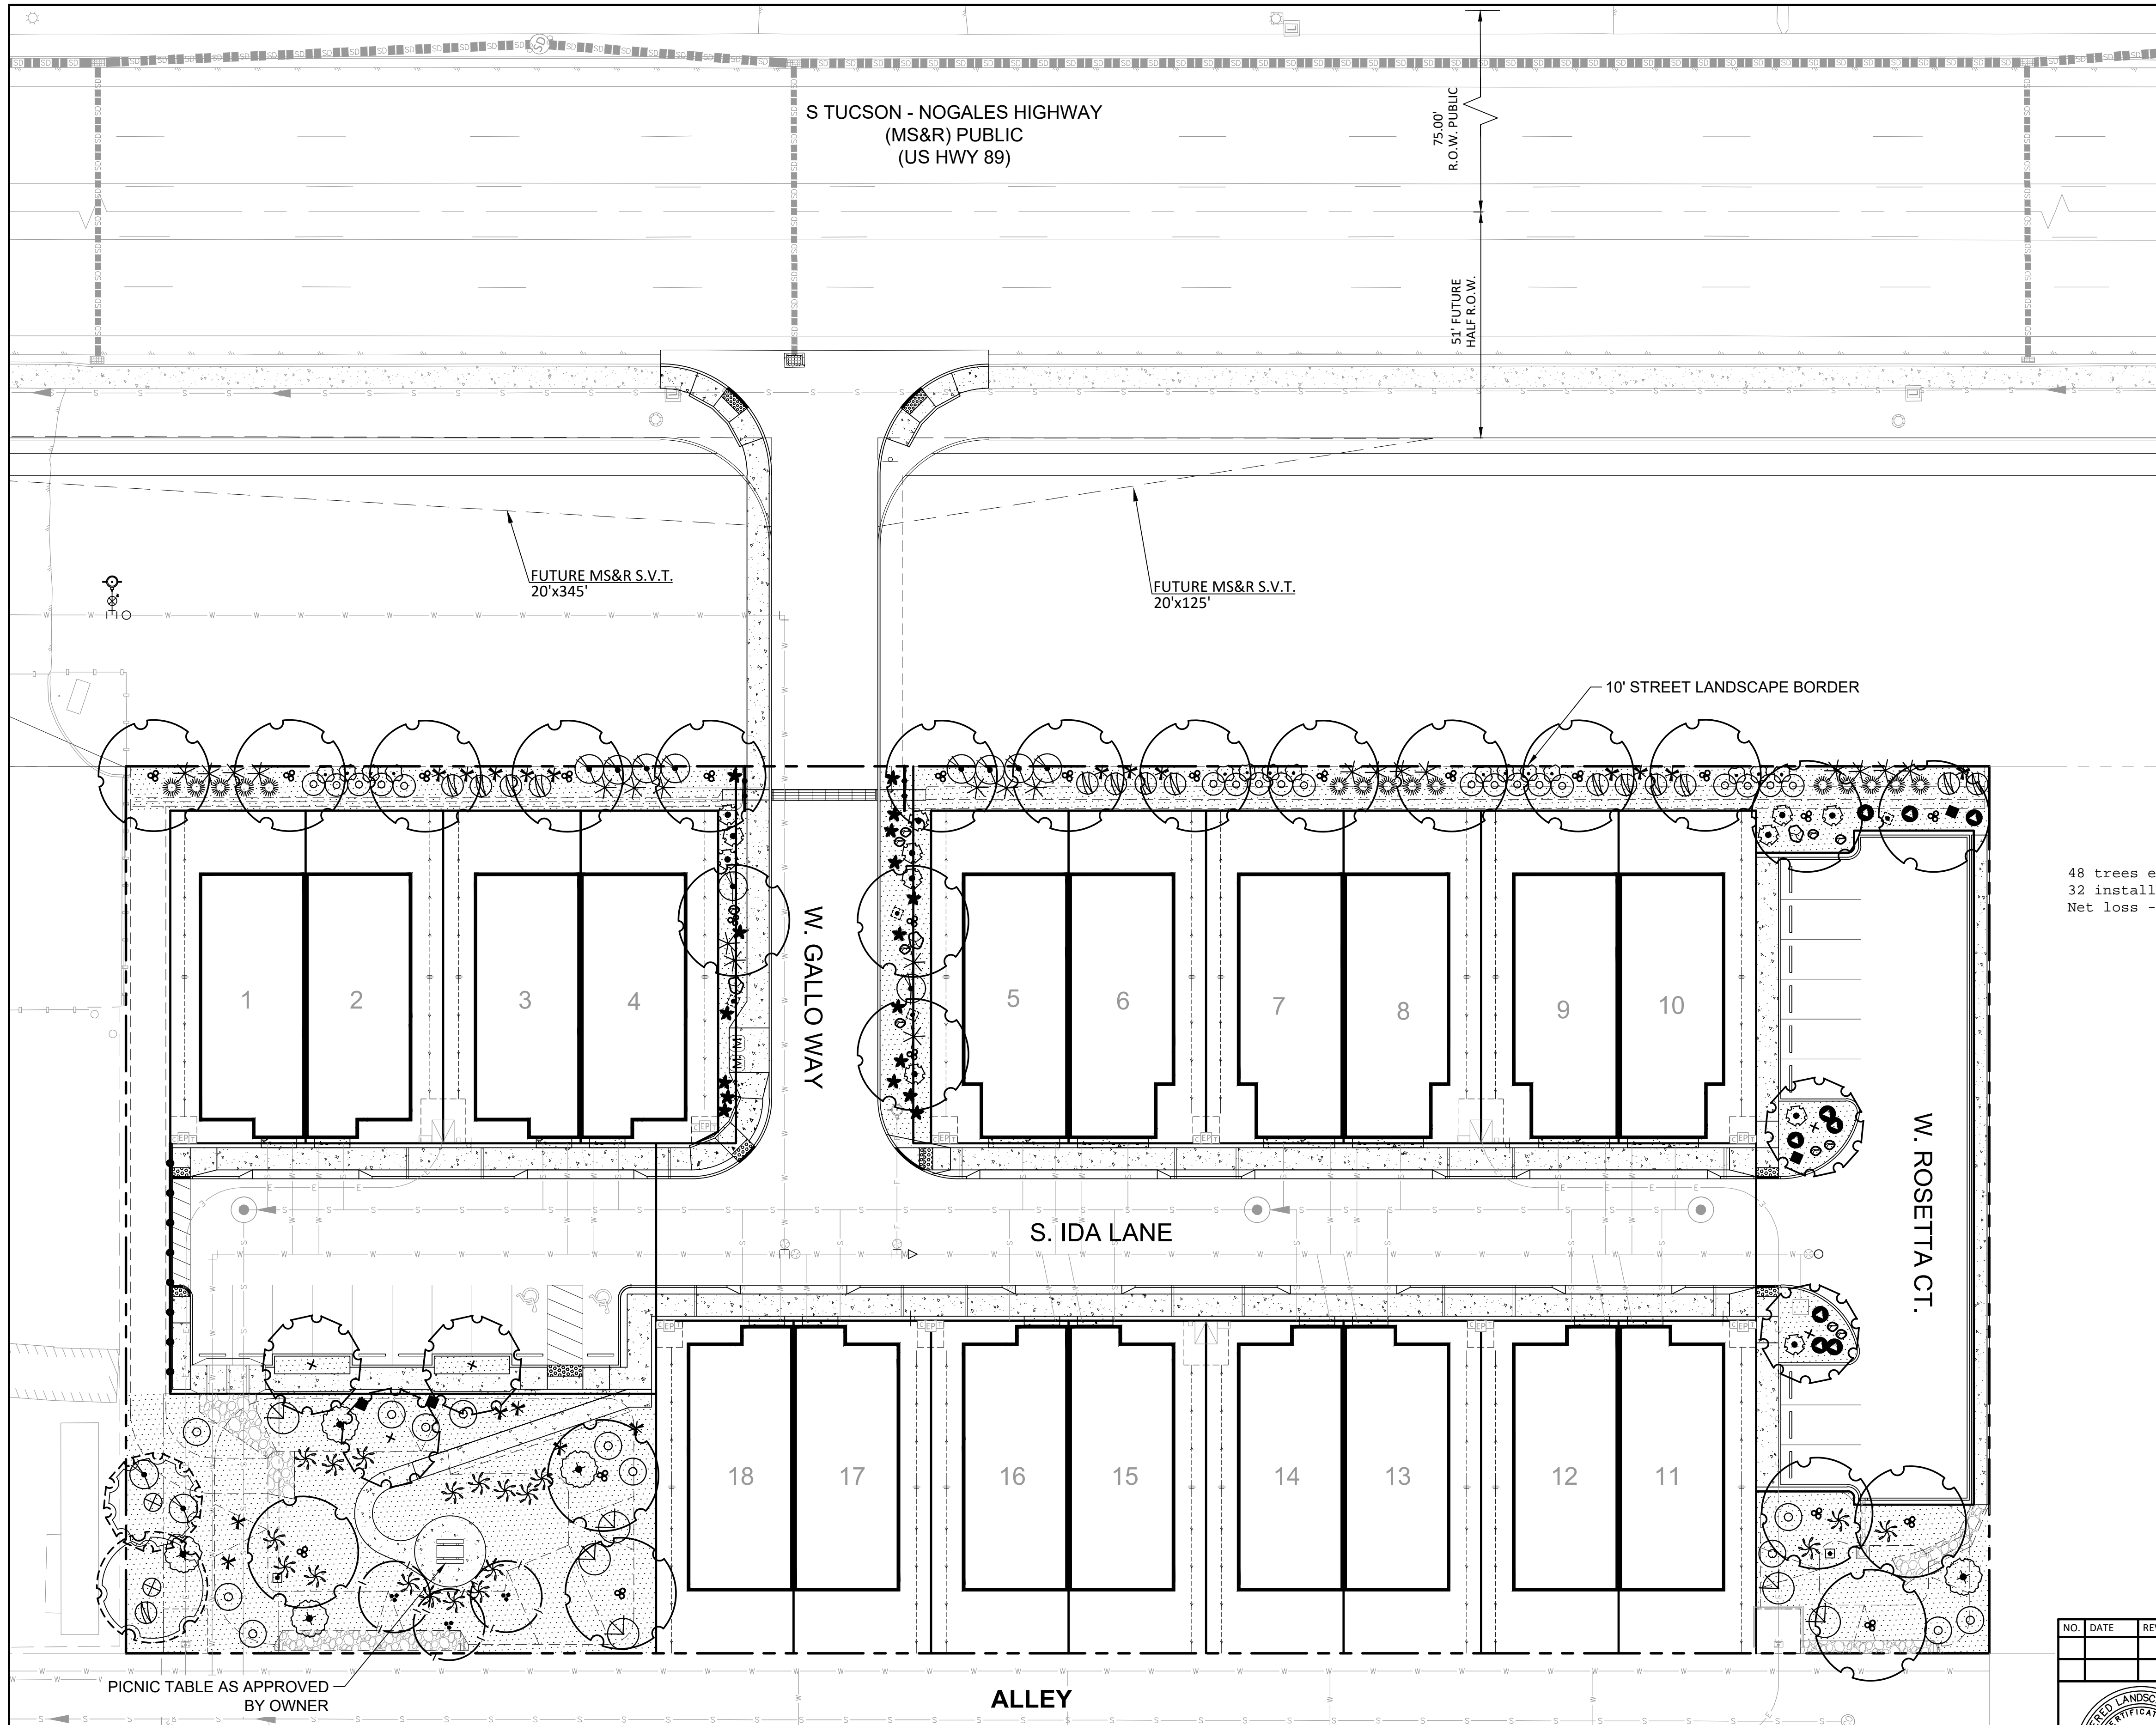 S TUCSON - NOGALES HIGHWAY
(MS&R) PUBLIC
(US HWY 89)
75.00'
R.O.W. PUBLIC
51' FUTURE
HALF R.O.W.
FUTURE MS&R S.V.T.
20'x345'
FUTURE MS&R S.V.T.
20'x125'
10' STREET LANDSCAPE BORDER
48 trees e
32 install
Net loss -
W. GALLO WAY
1
2
3
4
5
6
7
8
9
10
W. ROSETTA CT.
S. IDA LANE
18
17
16
15
14
13
12
11
PICNIC TABLE AS APPROVED
BY OWNER
ALLEY
NO. DATE